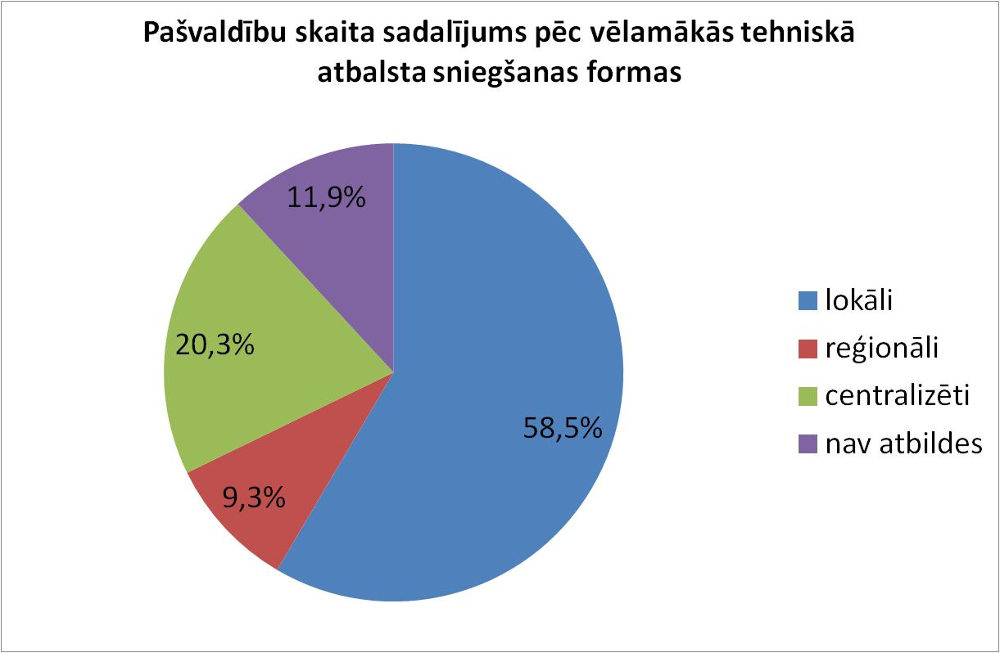 Pašvaldību skaita sadalījums pēc vēlamākās tehniskā
atbalsta sniegšanas formas
11,9%
20,3%
58,5%
9,3%
lokāli
reģionāli
centralizēti
nav atbildes